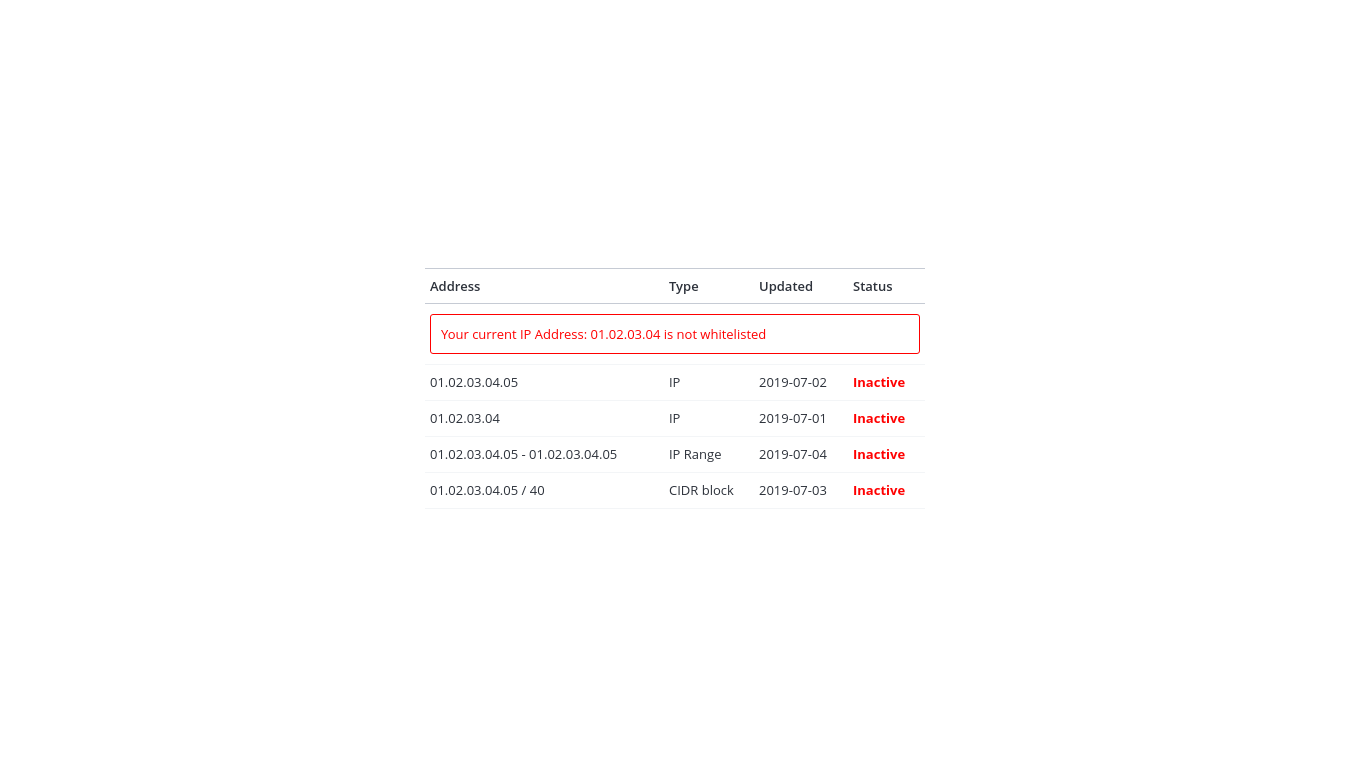 Address Type Updated Status
Your current IP Address: 01.02.03.04 is not whitelisted
01.02.03.04.05 IP 2019-07-02 Inactive
01.02.03.04 IP 2019-07-01 Inactive
01.02.03.04.05 - 01.02.03.04.05 IP Range 2019-07-04 Inactive
01.02.03.04.05 / 40 CIDR block 2019-07-03 Inactive